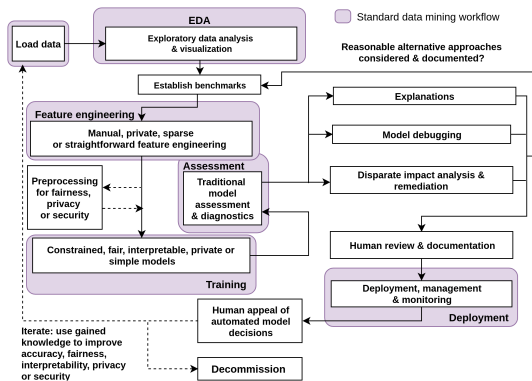 EDA
Standard data mining workflow
Load data
Exploratory data analysis
& visualization
Reasonable alternative approaches
considered & documented?
Establish benchmarks
Explanations
Feature engineering
Manual, private, sparse
or straightforward feature engineering
Model debugging
Assessment
Traditional
model
assessment
& diagnostics
Preprocessing
for fairness,
privacy
or security
Disparate impact analysis &
remediation
Constrained, fair, interpretable, private or
simple models
Training
Human review & documentation
Deployment, management
& monitoring
Deployment
Human appeal of
automated model
decisions
Iterate: use gained
knowledge to improve
accuracy, fairness,
interpretability, privacy
or security
Decommission